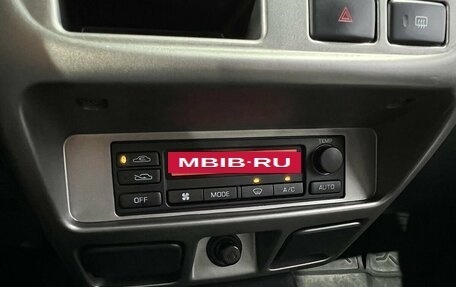 TEMP
MBIB-RU
OFF
MODE
A/C
AUTO